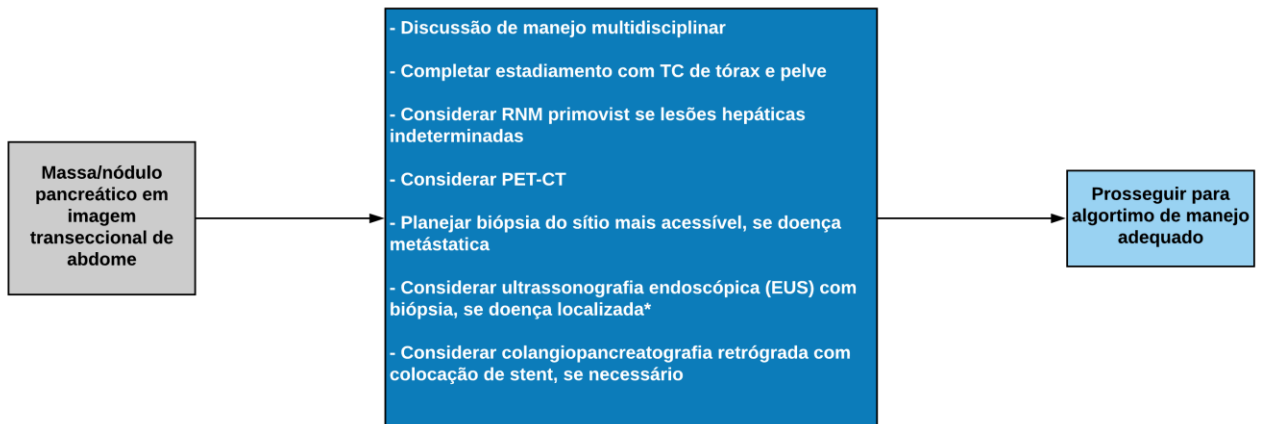 Massa/nódulo
pancreático em
imagem
transeccional de
abdome
- Discussão de manejo multidisciplinar
- Completar estadiamento com TC de tórax e pelve
- Considerar RNM primovist se lesões hepáticas
indeterminadas
- Considerar PET-CT
- Planejar biópsia do sítio mais acessível, se doença
metástatica
- Considerar ultrassonografia endoscópica (EUS) com
biópsia, se doença localizada*
- Considerar colangiopancreatografia retrógrada com
colocação de stent, se necessário
Prosseguir para
algortimo de manejo
adequado